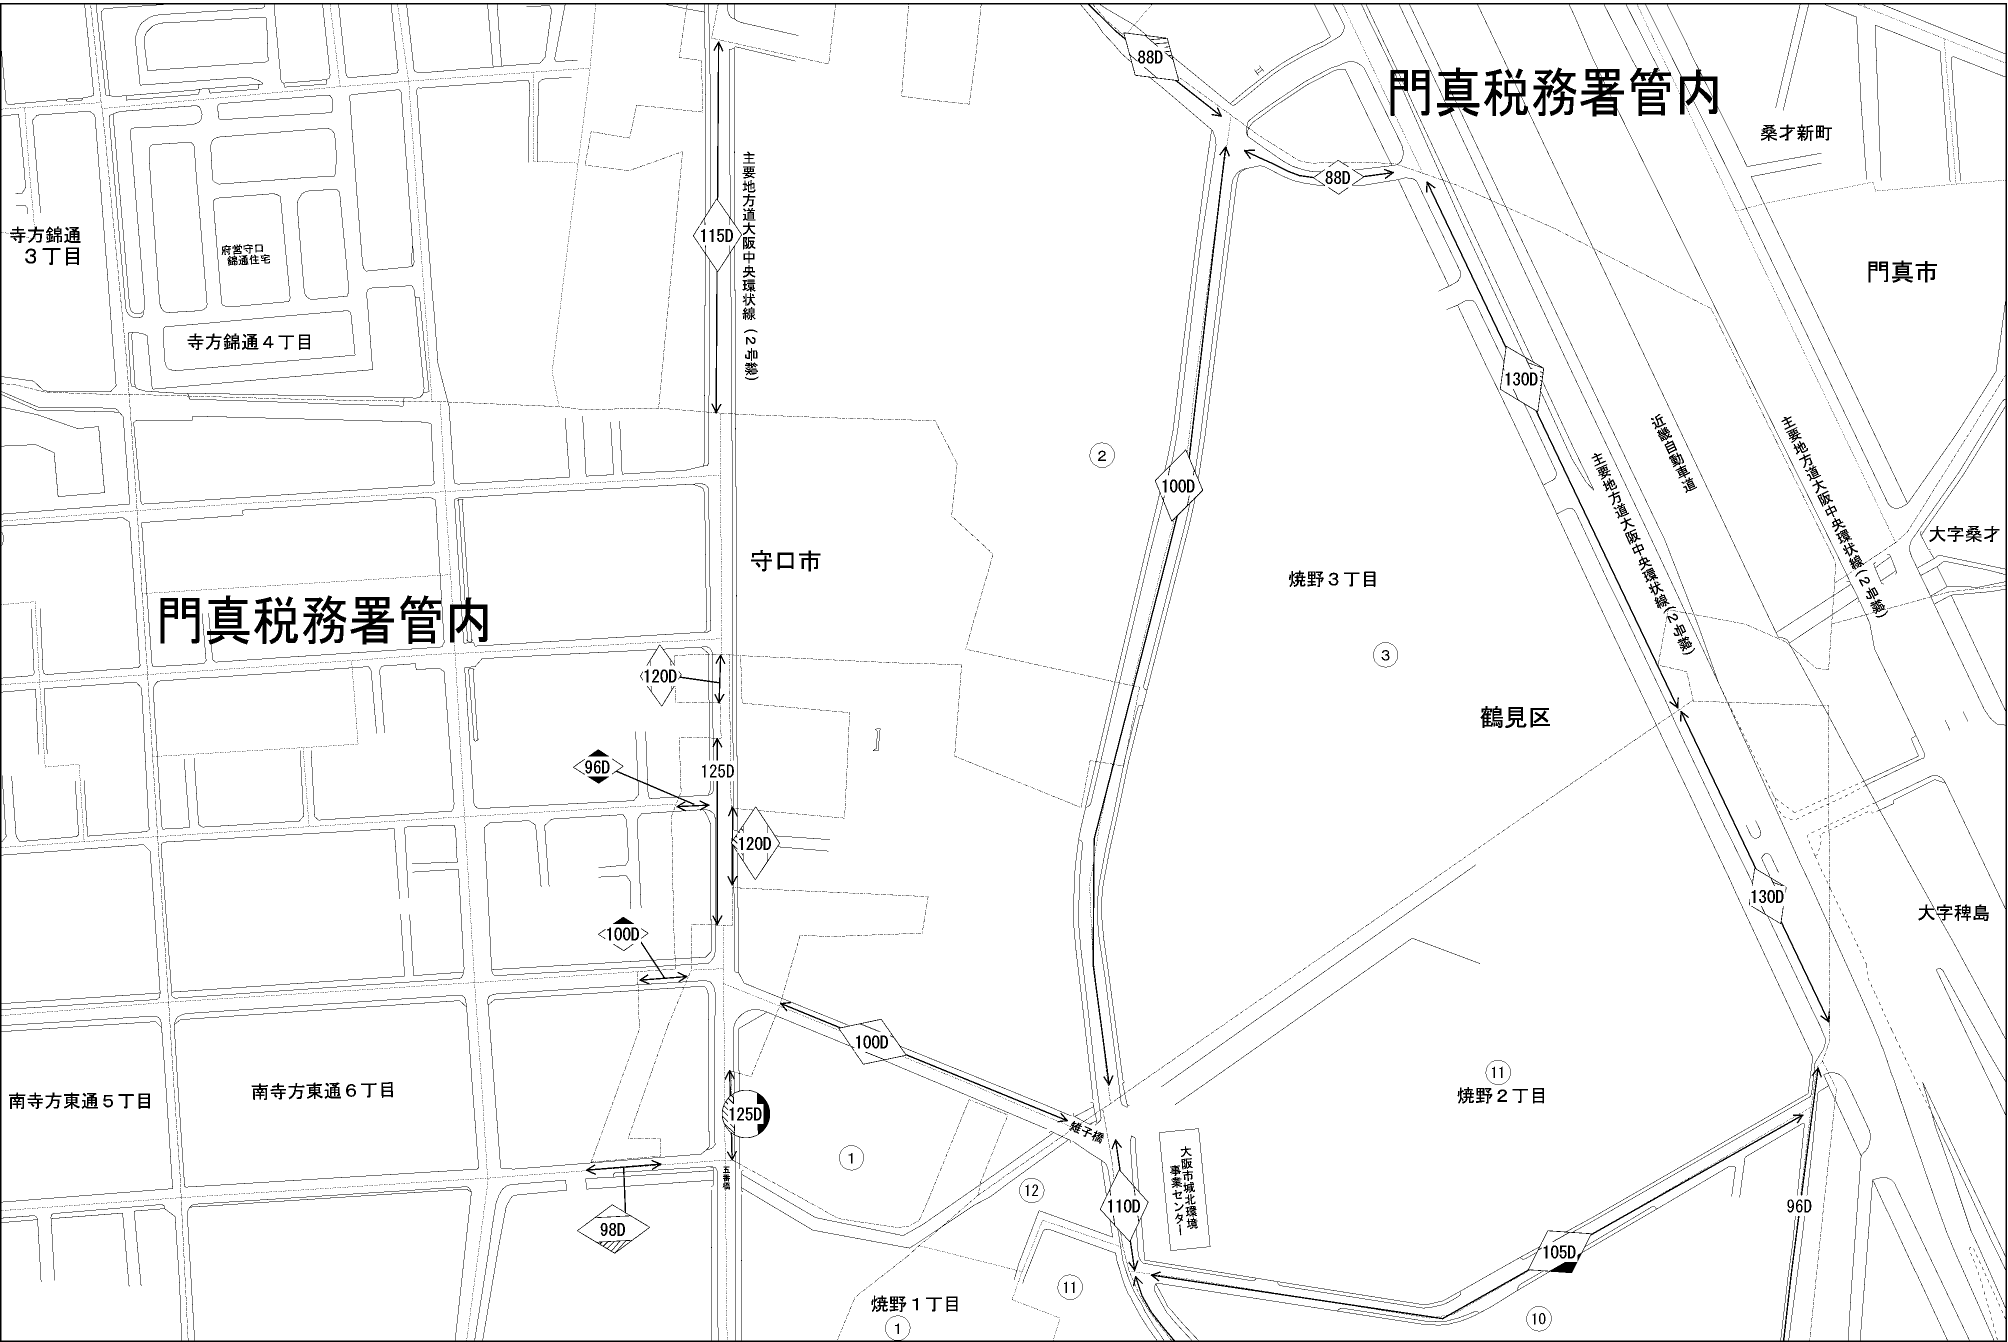 88D
門真税務署管内
桑才新町
88D
寺方錦通
3丁目
府営守口
錦通住宅
115D
主要地方道大阪中央環状線(2号線)
門真市
寺方錦通4丁目
130D
近畿自動車道
主要地方道大阪中央環状線(2号線)
主要地方道大阪中央環状線(2号線)
2
100D
大字桑才
守口市
焼野3丁目
門真税務署管内
3
120D
鶴見区
96D
125D
120D
130D
大字稗島
100D
100D
11
焼野2丁目
南寺方東通5丁目
南寺方東通6丁目
125D
雉子橋
1
五番橋
大阪市城北環境
事業センター
12
110D
96D
98D
105D
11
焼野1丁目
1
10